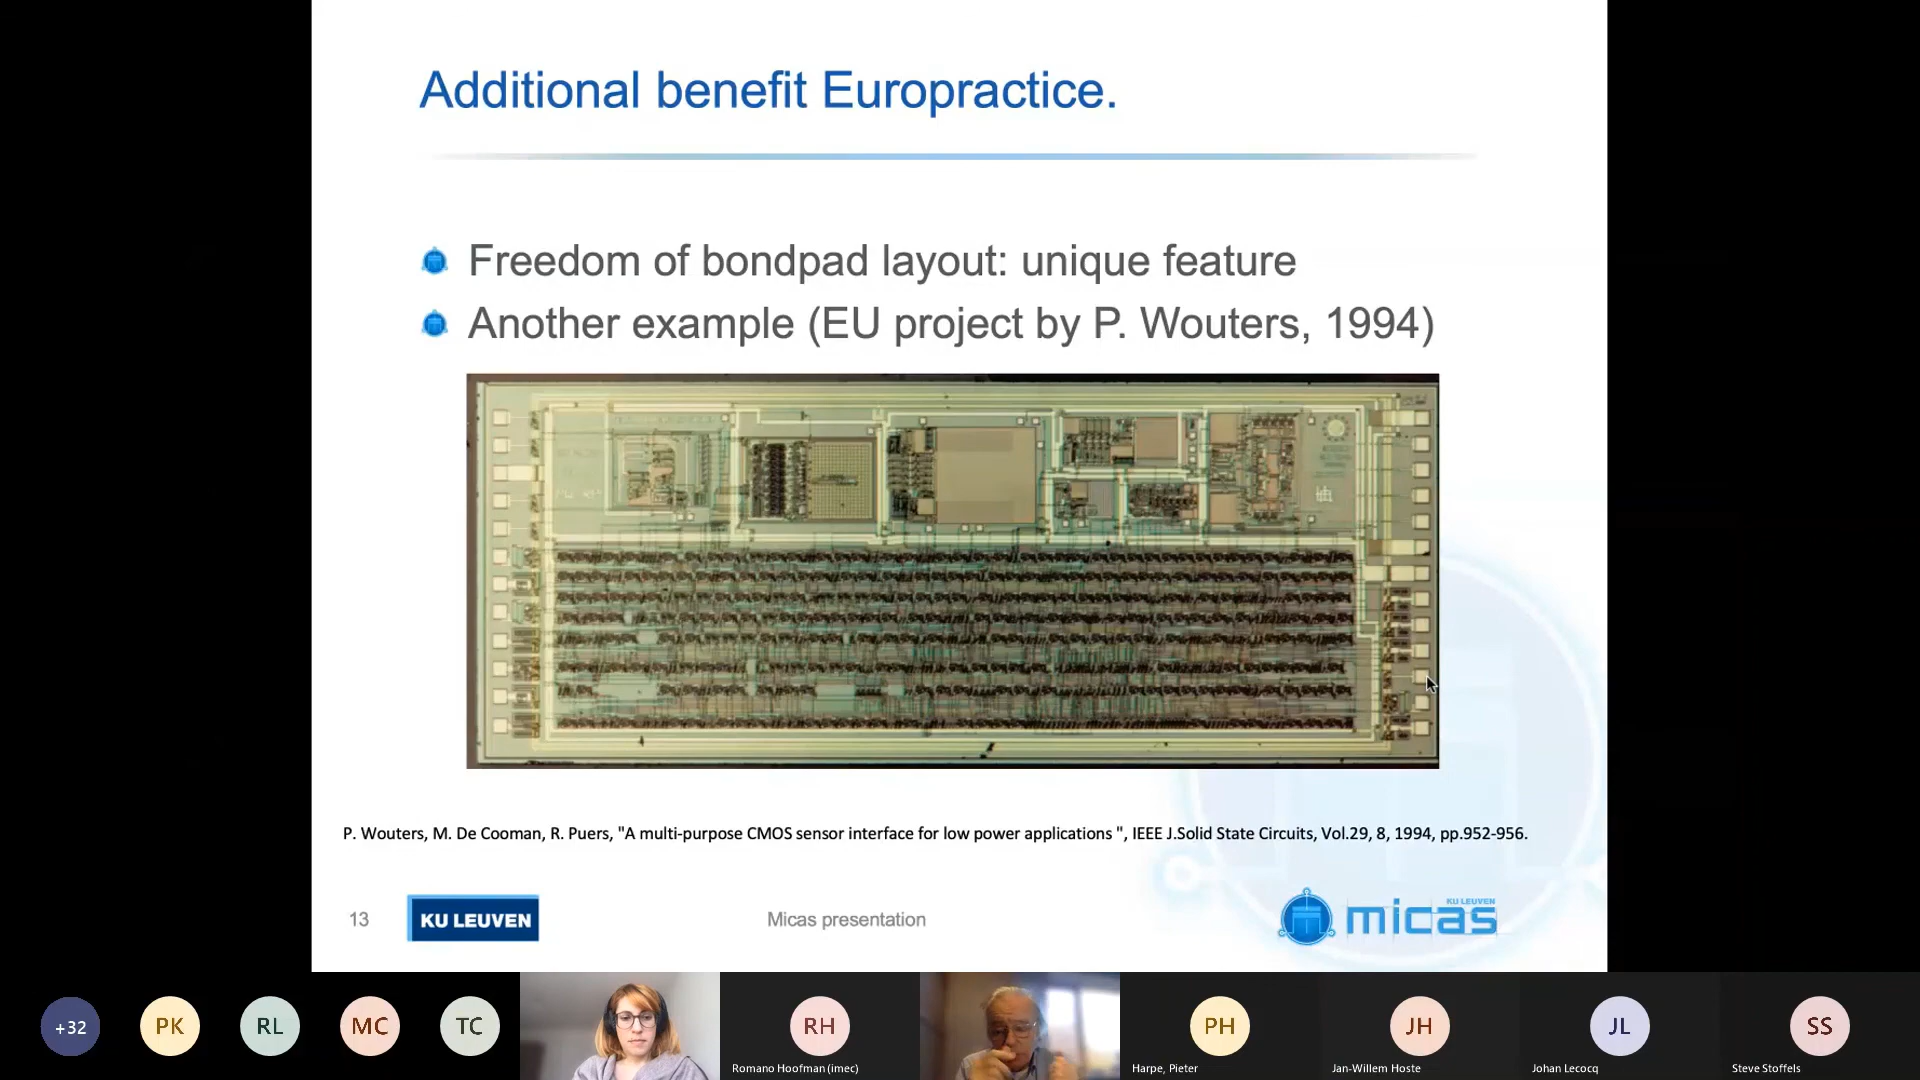 Additional benefit Europractice.
Freedom of bondpad layout: unique feature
Another example (EU project by P. Wouters, 1994)
P. Wouters, M. De Cooman, R. Puers, "A multi-purpose CMOS sensor interface for low power applications ", IEEE J.Solid State Circuits, Vol.29, 8, 1994, pp.952-956.
13
KU LEUVEN
Micas presentation
KU LEUVEN
micas
+32
PK
RL
MC
TC
RH
PH
JH
JL
SS
Romano Hoofman (imec)
Harpe, Pieter
Jan-Willem Hoste
Johan Lecocq
Steve Stoffels